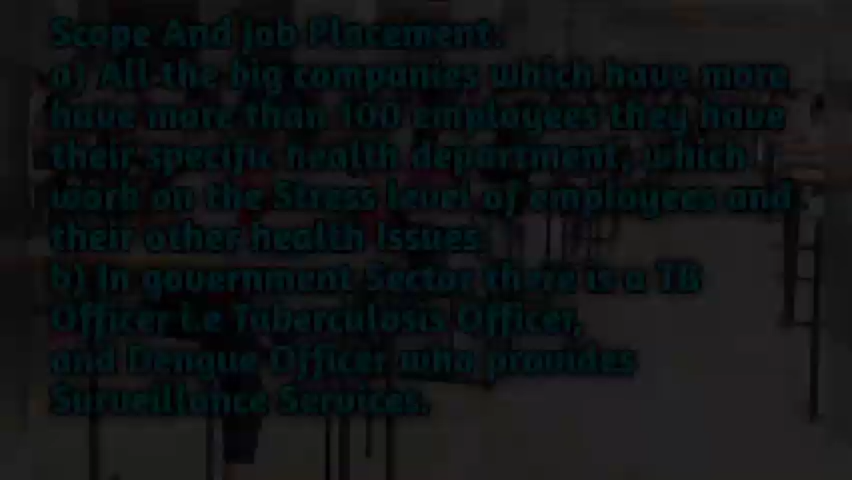 Scope And Job Placement.
a) All the big companies which have more
have more than 100 employees they have
their specific health department, which
work on the Stress level of employees and
their other health Issues.
b) In government Sector there is a TB
Officer i.e Tuberculosis Officer,
and Dengue Officer who provides
Surveillance Services.